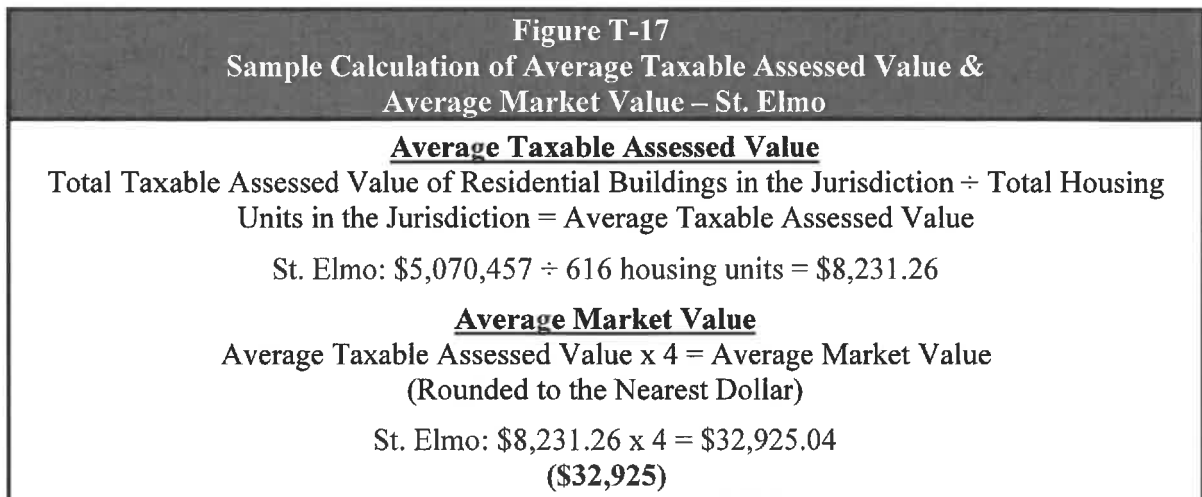 Figure T-17
Sample Calculation of Average Taxable Assessed Value &
Average Market Value – St. Elmo
Average Taxable Assessed Value
Total Taxable Assessed Value of Residential Buildings in the Jurisdiction ÷ Total Housing
Units in the Jurisdiction = Average Taxable Assessed Value
St. Elmo: $5,070,457 ÷ 616 housing units = $8,231.26
Average Market Value
Average Taxable Assessed Value x 4 = Average Market Value
(Rounded to the Nearest Dollar)
St. Elmo: $8,231.26 x 4 = $32,925.04
($32,925)